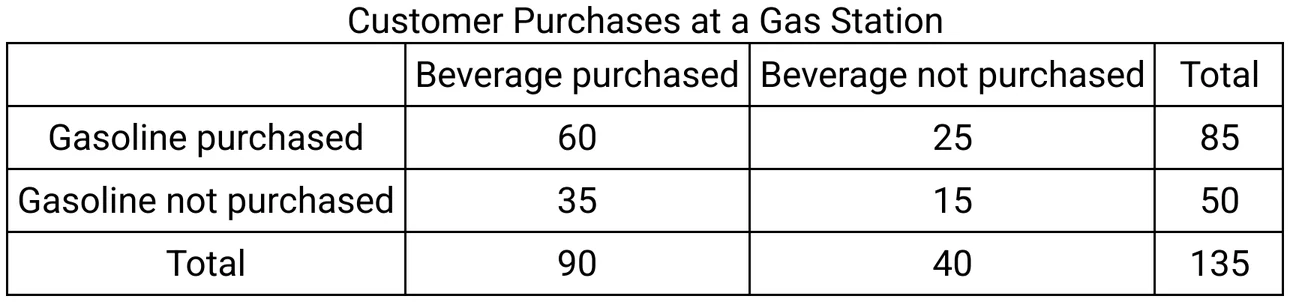 Customer Purchases at a Gas Station
Beverage purchased Beverage not purchased Total
Gasoline purchased 60 25 85
Gasoline not purchased 35 15 50
Total 90 40 135